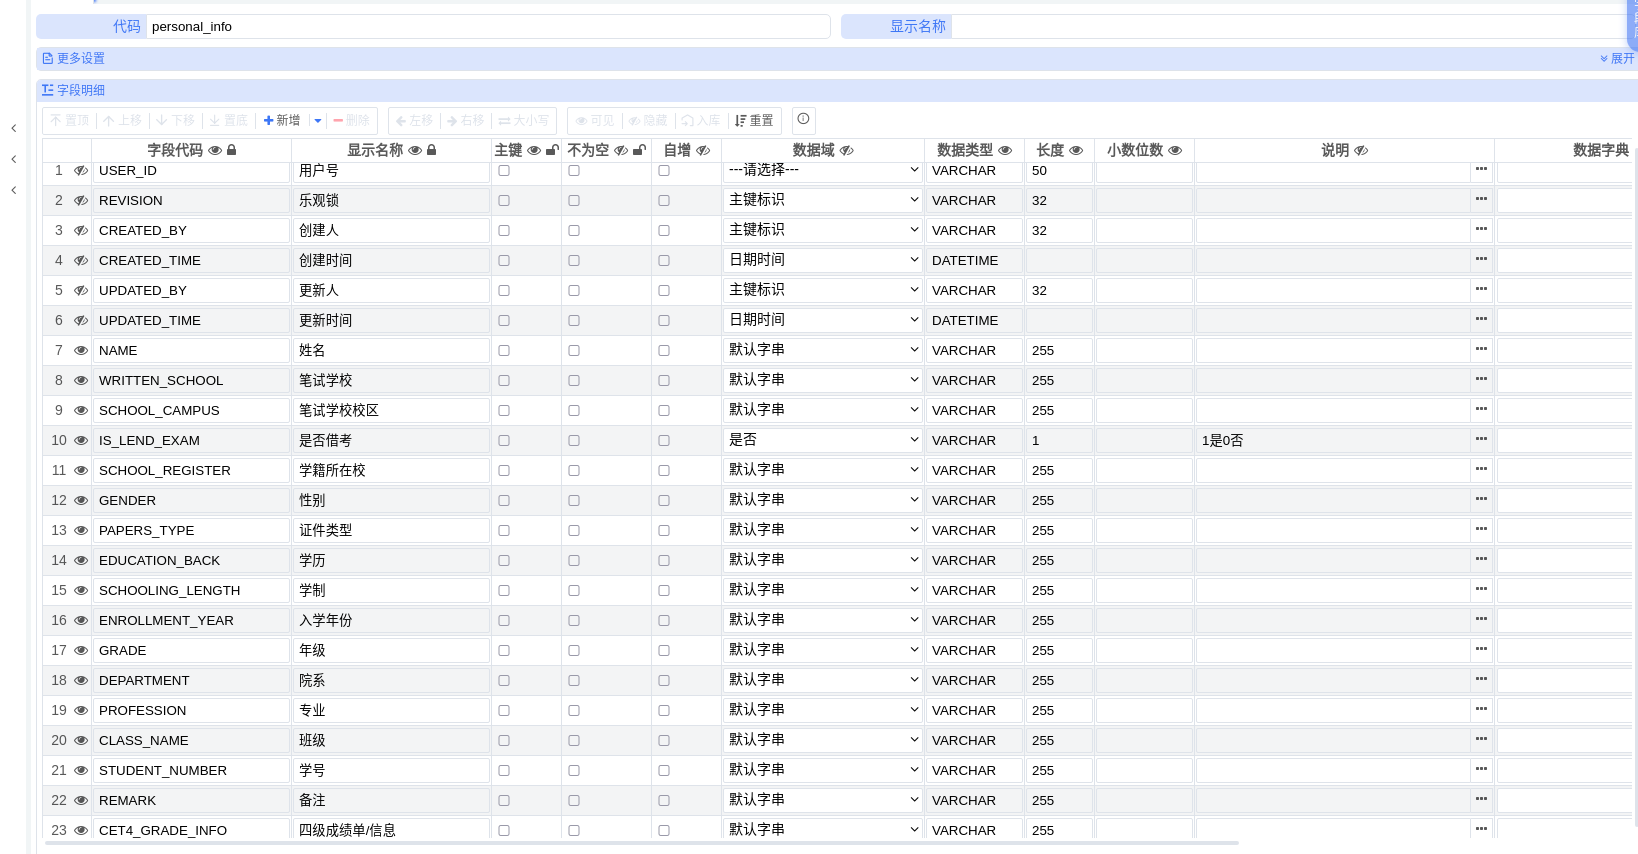 代码 personal_info 显示名称
更多设置 展开
字段明细
置顶 上移 下移 置底 新增 删除 左移 右移 大小写 可见 隐藏 入库 重置
字段代码 显示名称 主键 不为空 自增 数据域 数据类型 长度 小数位数 说明 数据字典
1 USER_ID 用户号 ---请选择--- VARCHAR 50
2 REVISION 乐观锁 主键标识 VARCHAR 32
3 CREATED_BY 创建人 主键标识 VARCHAR 32
4 CREATED_TIME 创建时间 日期时间 DATETIME
5 UPDATED_BY 更新人 主键标识 VARCHAR 32
6 UPDATED_TIME 更新时间 日期时间 DATETIME
7 NAME 姓名 默认字串 VARCHAR 255
8 WRITTEN_SCHOOL 笔试学校 默认字串 VARCHAR 255
9 SCHOOL_CAMPUS 笔试学校校区 默认字串 VARCHAR 255
10 IS_LEND_EXAM 是否借考 是否 VARCHAR 1 1是0否
11 SCHOOL_REGISTER 学籍所在校 默认字串 VARCHAR 255
12 GENDER 性别 默认字串 VARCHAR 255
13 PAPERS_TYPE 证件类型 默认字串 VARCHAR 255
14 EDUCATION_BACK 学历 默认字串 VARCHAR 255
15 SCHOOLING_LENGTH 学制 默认字串 VARCHAR 255
16 ENROLLMENT_YEAR 入学年份 默认字串 VARCHAR 255
17 GRADE 年级 默认字串 VARCHAR 255
18 DEPARTMENT 院系 默认字串 VARCHAR 255
19 PROFESSION 专业 默认字串 VARCHAR 255
20 CLASS_NAME 班级 默认字串 VARCHAR 255
21 STUDENT_NUMBER 学号 默认字串 VARCHAR 255
22 REMARK 备注 默认字串 VARCHAR 255
23 CET4_GRADE_INFO 四级成绩单/信息 默认字串 VARCHAR 255